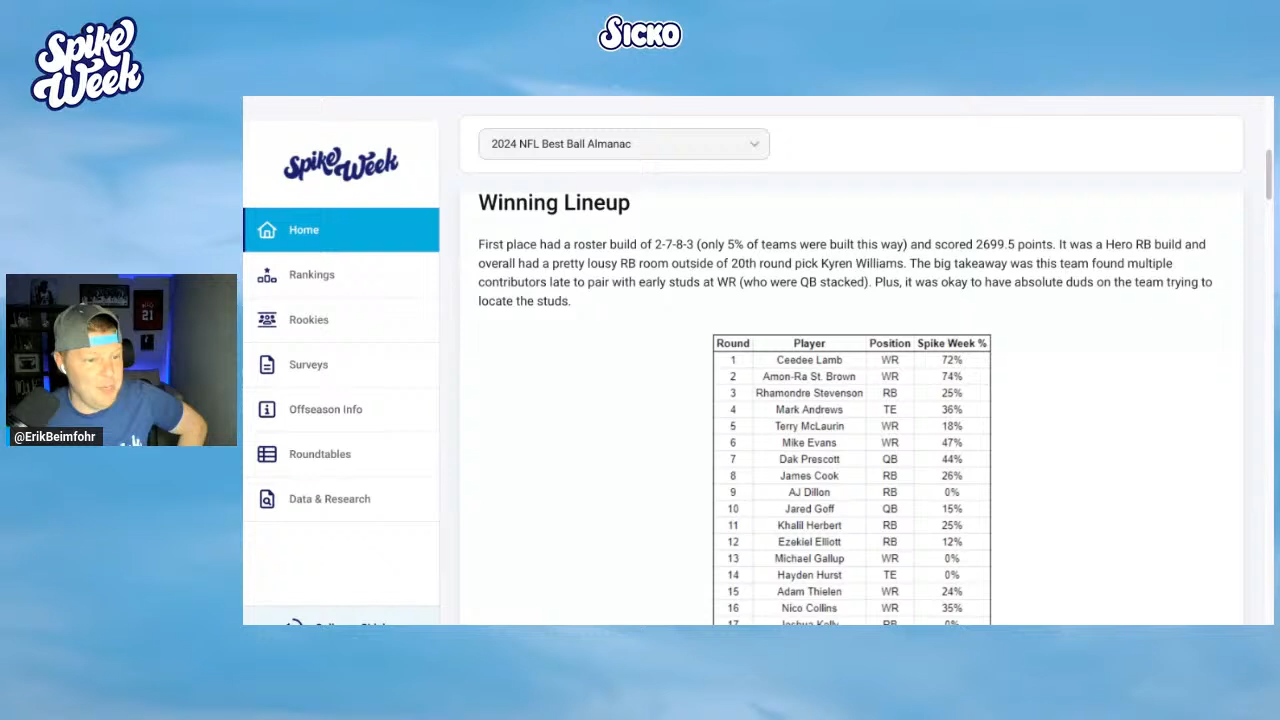 Spike Week
SICKO
2024 NFL Best Ball Almanac
Spike Week
Home
Rankings
Rookies
Surveys
Offseason Info
Roundtables
Data & Research
Winning Lineup
First place had a roster build of 2-7-8-3 (only 5% of teams were built this way) and scored 2699.5 points. It was a Hero RB build and
overall had a pretty lousy RB room outside of 20th round pick Kyren Williams. The big takeaway was this team found multiple
contributors late to pair with early studs at WR (who were QB stacked). Plus, it was okay to have absolute duds on the team trying to
locate the studs.
Round Player Position Spike Week %
1 Ceedee Lamb WR 72%
2 Amon-Ra St. Brown WR 74%
3 Rhamondre Stevenson RB 25%
4 Mark Andrews TE 36%
5 Terry McLaurin WR 18%
6 Mike Evans WR 47%
7 Dak Prescott QB 44%
8 James Cook RB 26%
9 AJ Dillon RB 0%
10 Jared Goff QB 15%
11 Khalil Herbert RB 25%
12 Ezekiel Elliott RB 12%
13 Michael Gallup WR 0%
14 Hayden Hurst TE 0%
15 Adam Thielen WR 24%
16 Nico Collins WR 35%
17 Joshua Kelly RB 0%
@ErikBeimfohr
21